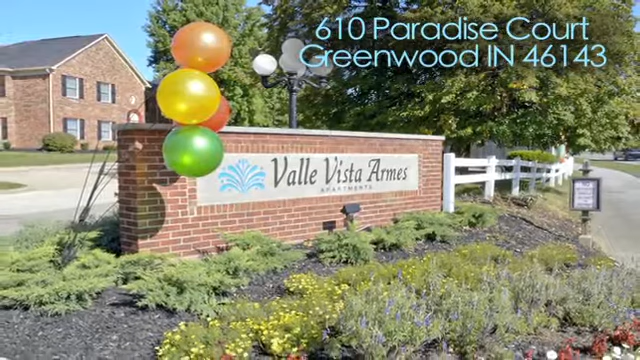 610 Paradise Court
Greenwood IN 46143
Valle Vista Armes
APARTMENTS